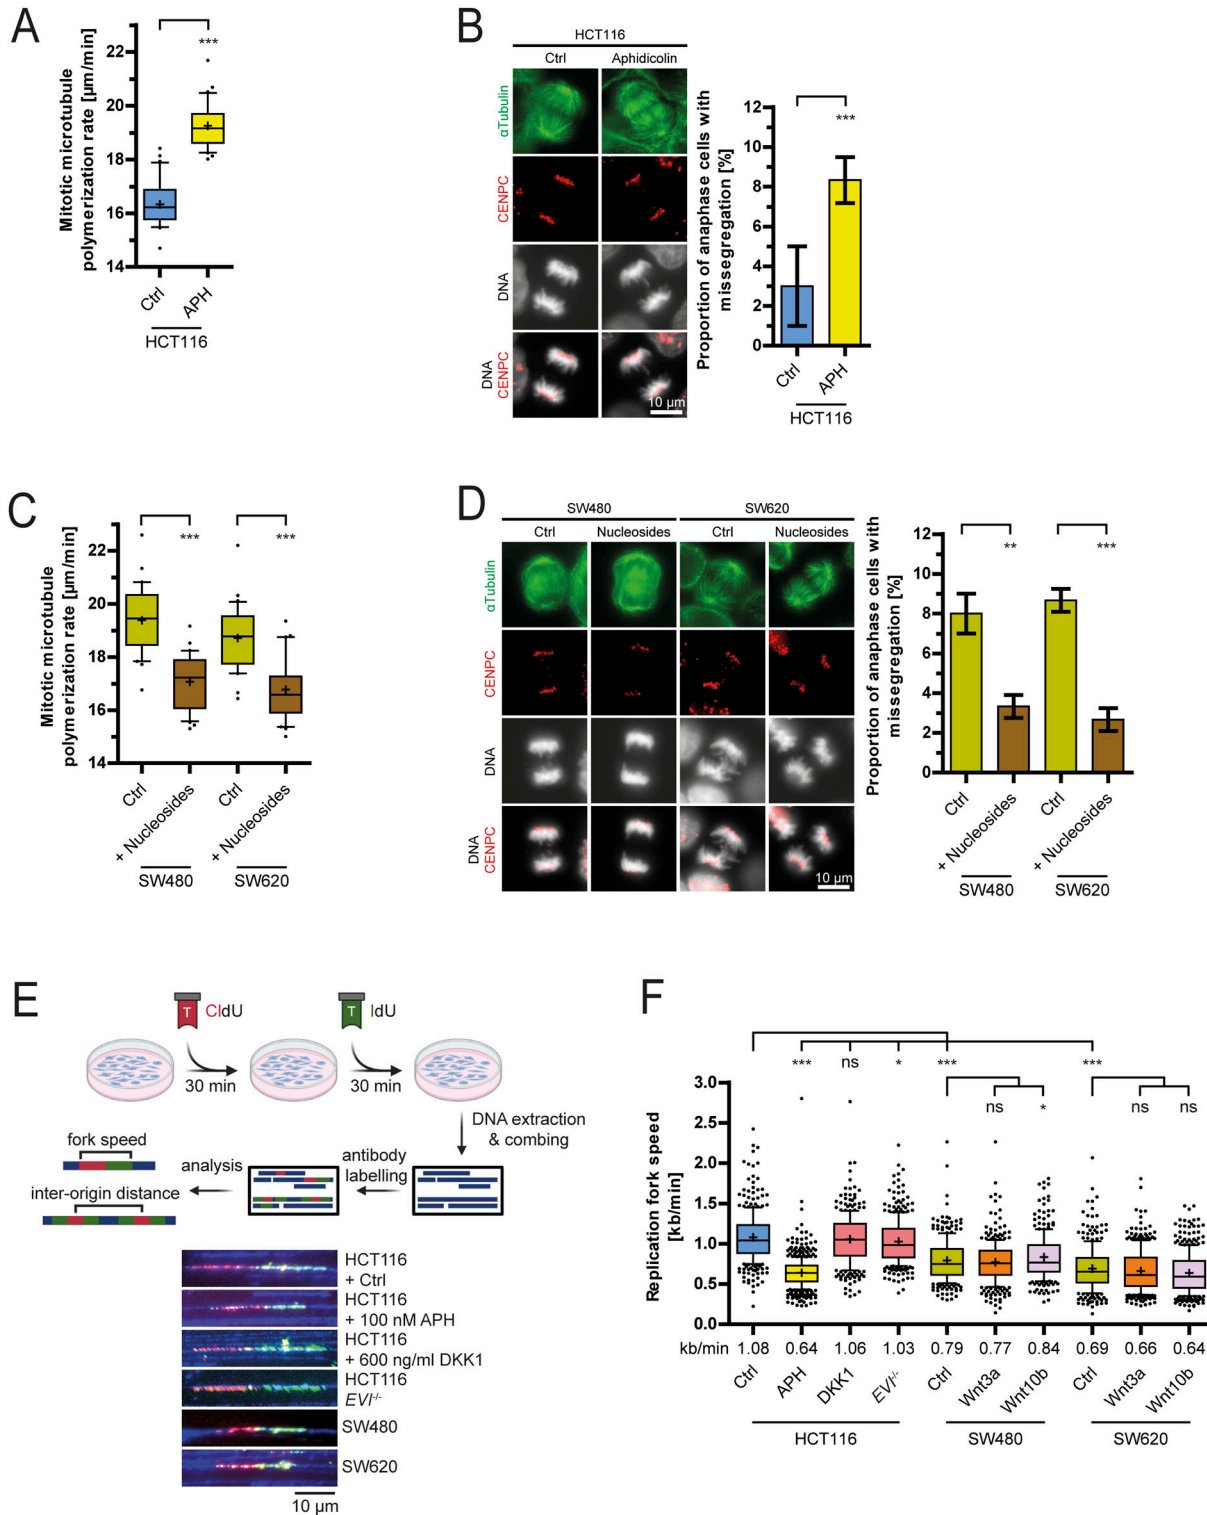 A
Mitotic microtubule
polymerization rate [µm/min]
22
20
18
16
14
***
Ctrl
APH
HCT116
B
HCT116
Ctrl
Aphidicolin
αTubulin
CENPC
DNA
DNA
CENPC
10 µm
Proportion of anaphase cells with
missegregation [%]
12
10
8
6
4
2
0
***
Ctrl
APH
HCT116
C
Mitotic microtubule
polymerization rate [µm/min]
22
20
18
16
14
***
***
Ctrl
+ Nucleosides
Ctrl
+ Nucleosides
SW480
SW620
D
SW480
SW620
Ctrl
Nucleosides
Ctrl
Nucleosides
αTubulin
CENPC
DNA
DNA
CENPC
10 µm
Proportion of anaphase cells with
missegregation [%]
12
10
8
6
4
2
0
**
***
Ctrl
+ Nucleosides
Ctrl
+ Nucleosides
SW480
SW620
E
T
CldU
T
IdU
30 min
30 min
DNA extraction
& combing
fork speed
analysis
antibody
labelling
inter-origin distance
HCT116
+ Ctrl
HCT116
+ 100 nM APH
HCT116
+ 600 ng/ml DKK1
HCT116
EVI-/-
SW480
SW620
10 µm
F
Replication fork speed
[kb/min]
3.0
2.5
2.0
1.5
1.0
0.5
0.0
*** ns * *** ***
ns * ns ns
kb/min 1.08 0.64 1.06 1.03 0.79 0.77 0.84 0.69 0.66 0.64
Ctrl
APH
DKK1
EVI-/-
Ctrl
Wnt3a
Wnt10b
Ctrl
Wnt3a
Wnt10b
HCT116
SW480
SW620